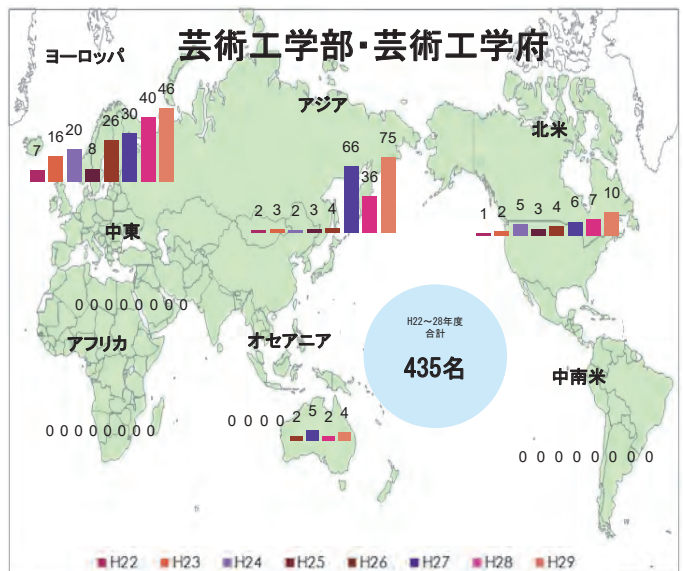 芸術工学部・芸術工学府
ヨーロッパ
7 16 20 8 26 30 40 46
アジア
2 3 2 3 4 66 36 75
北米
1 2 5 3 4 6 7 10
中東
0 0 0 0 0 0 0 0
アフリカ
0 0 0 0 0 0 0 0
オセアニア
0 0 0 0 2 5 2 4
H22～28年度
合計
435名
中南米
0 0 0 0 0 0 0 0
H22 H23 H24 H25 H26 H27 H28 H29